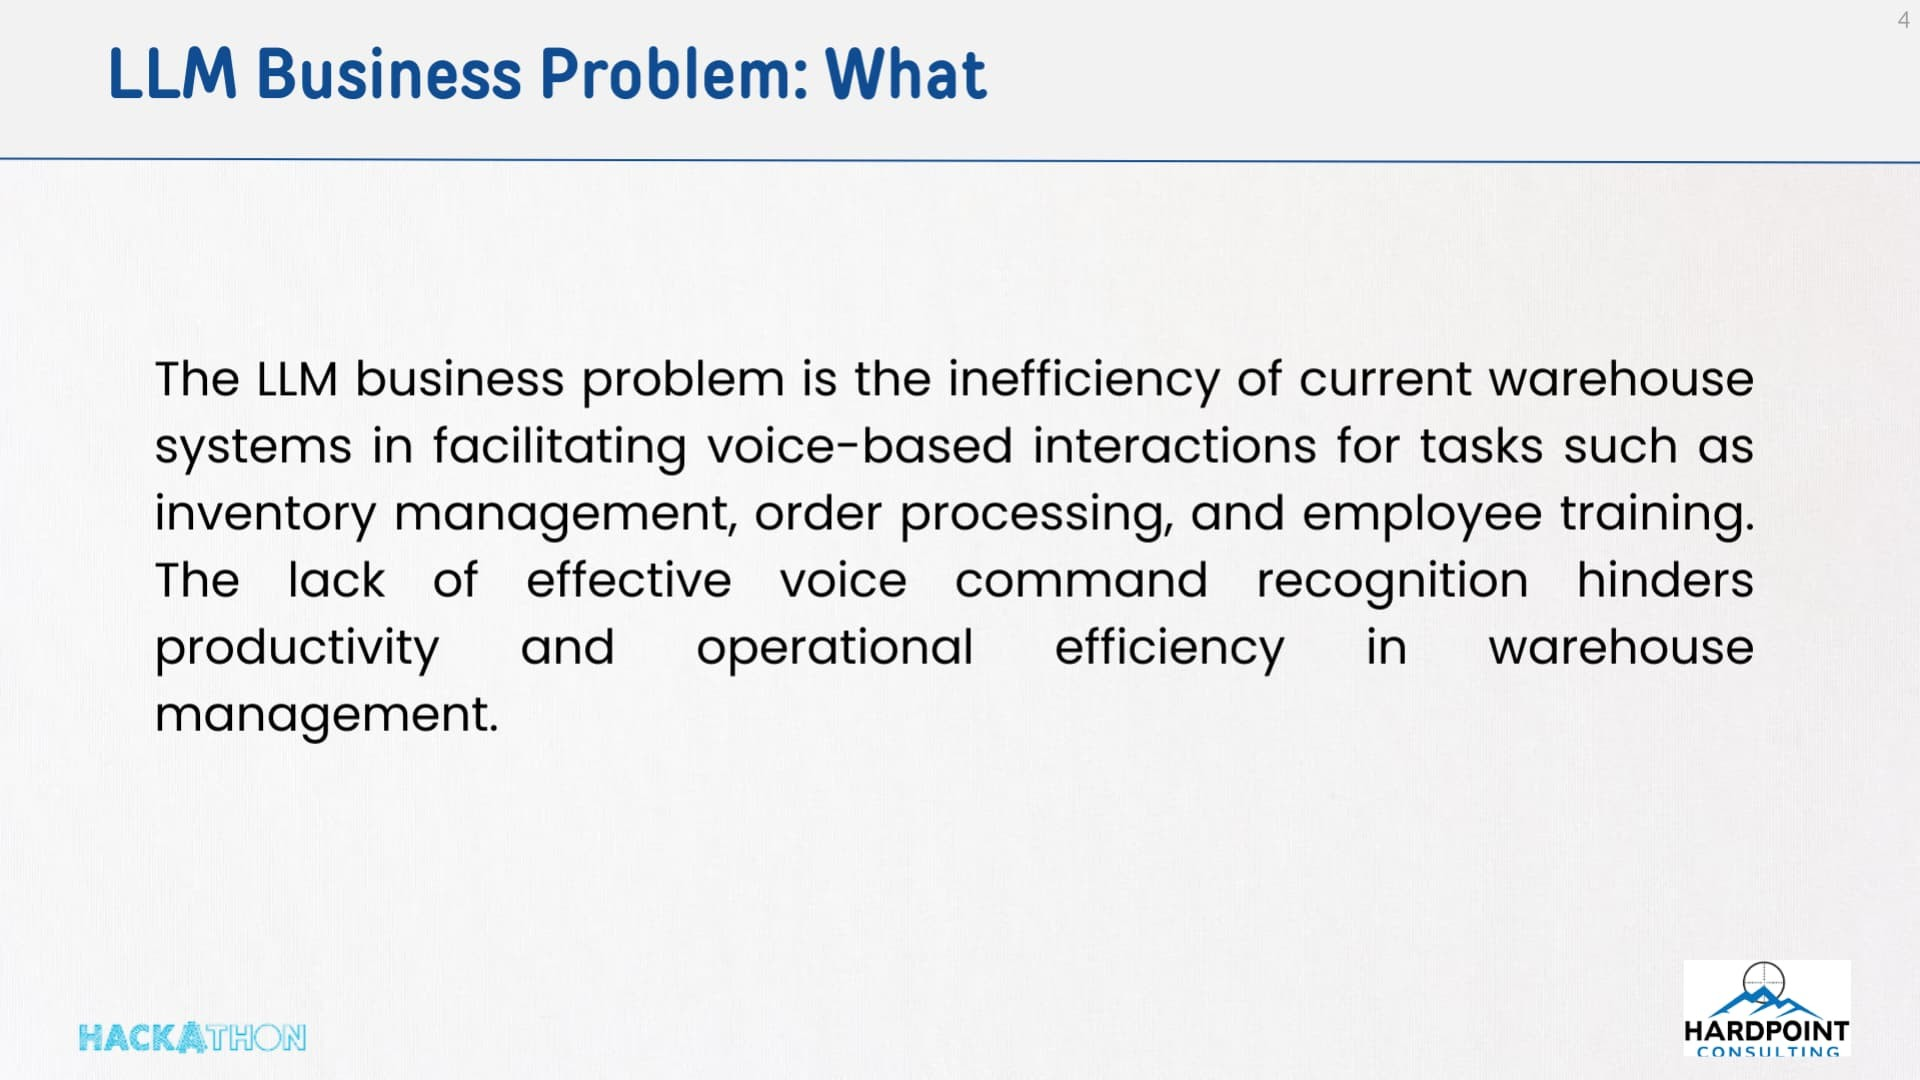 4
LLM Business Problem: What
The LLM business problem is the inefficiency of current warehouse
systems in facilitating voice-based interactions for tasks such as
inventory management, order processing, and employee training.
The lack of effective voice command recognition hinders
productivity and operational efficiency in warehouse
management.
HACKATHON
HARDPOINT
CONSULTING